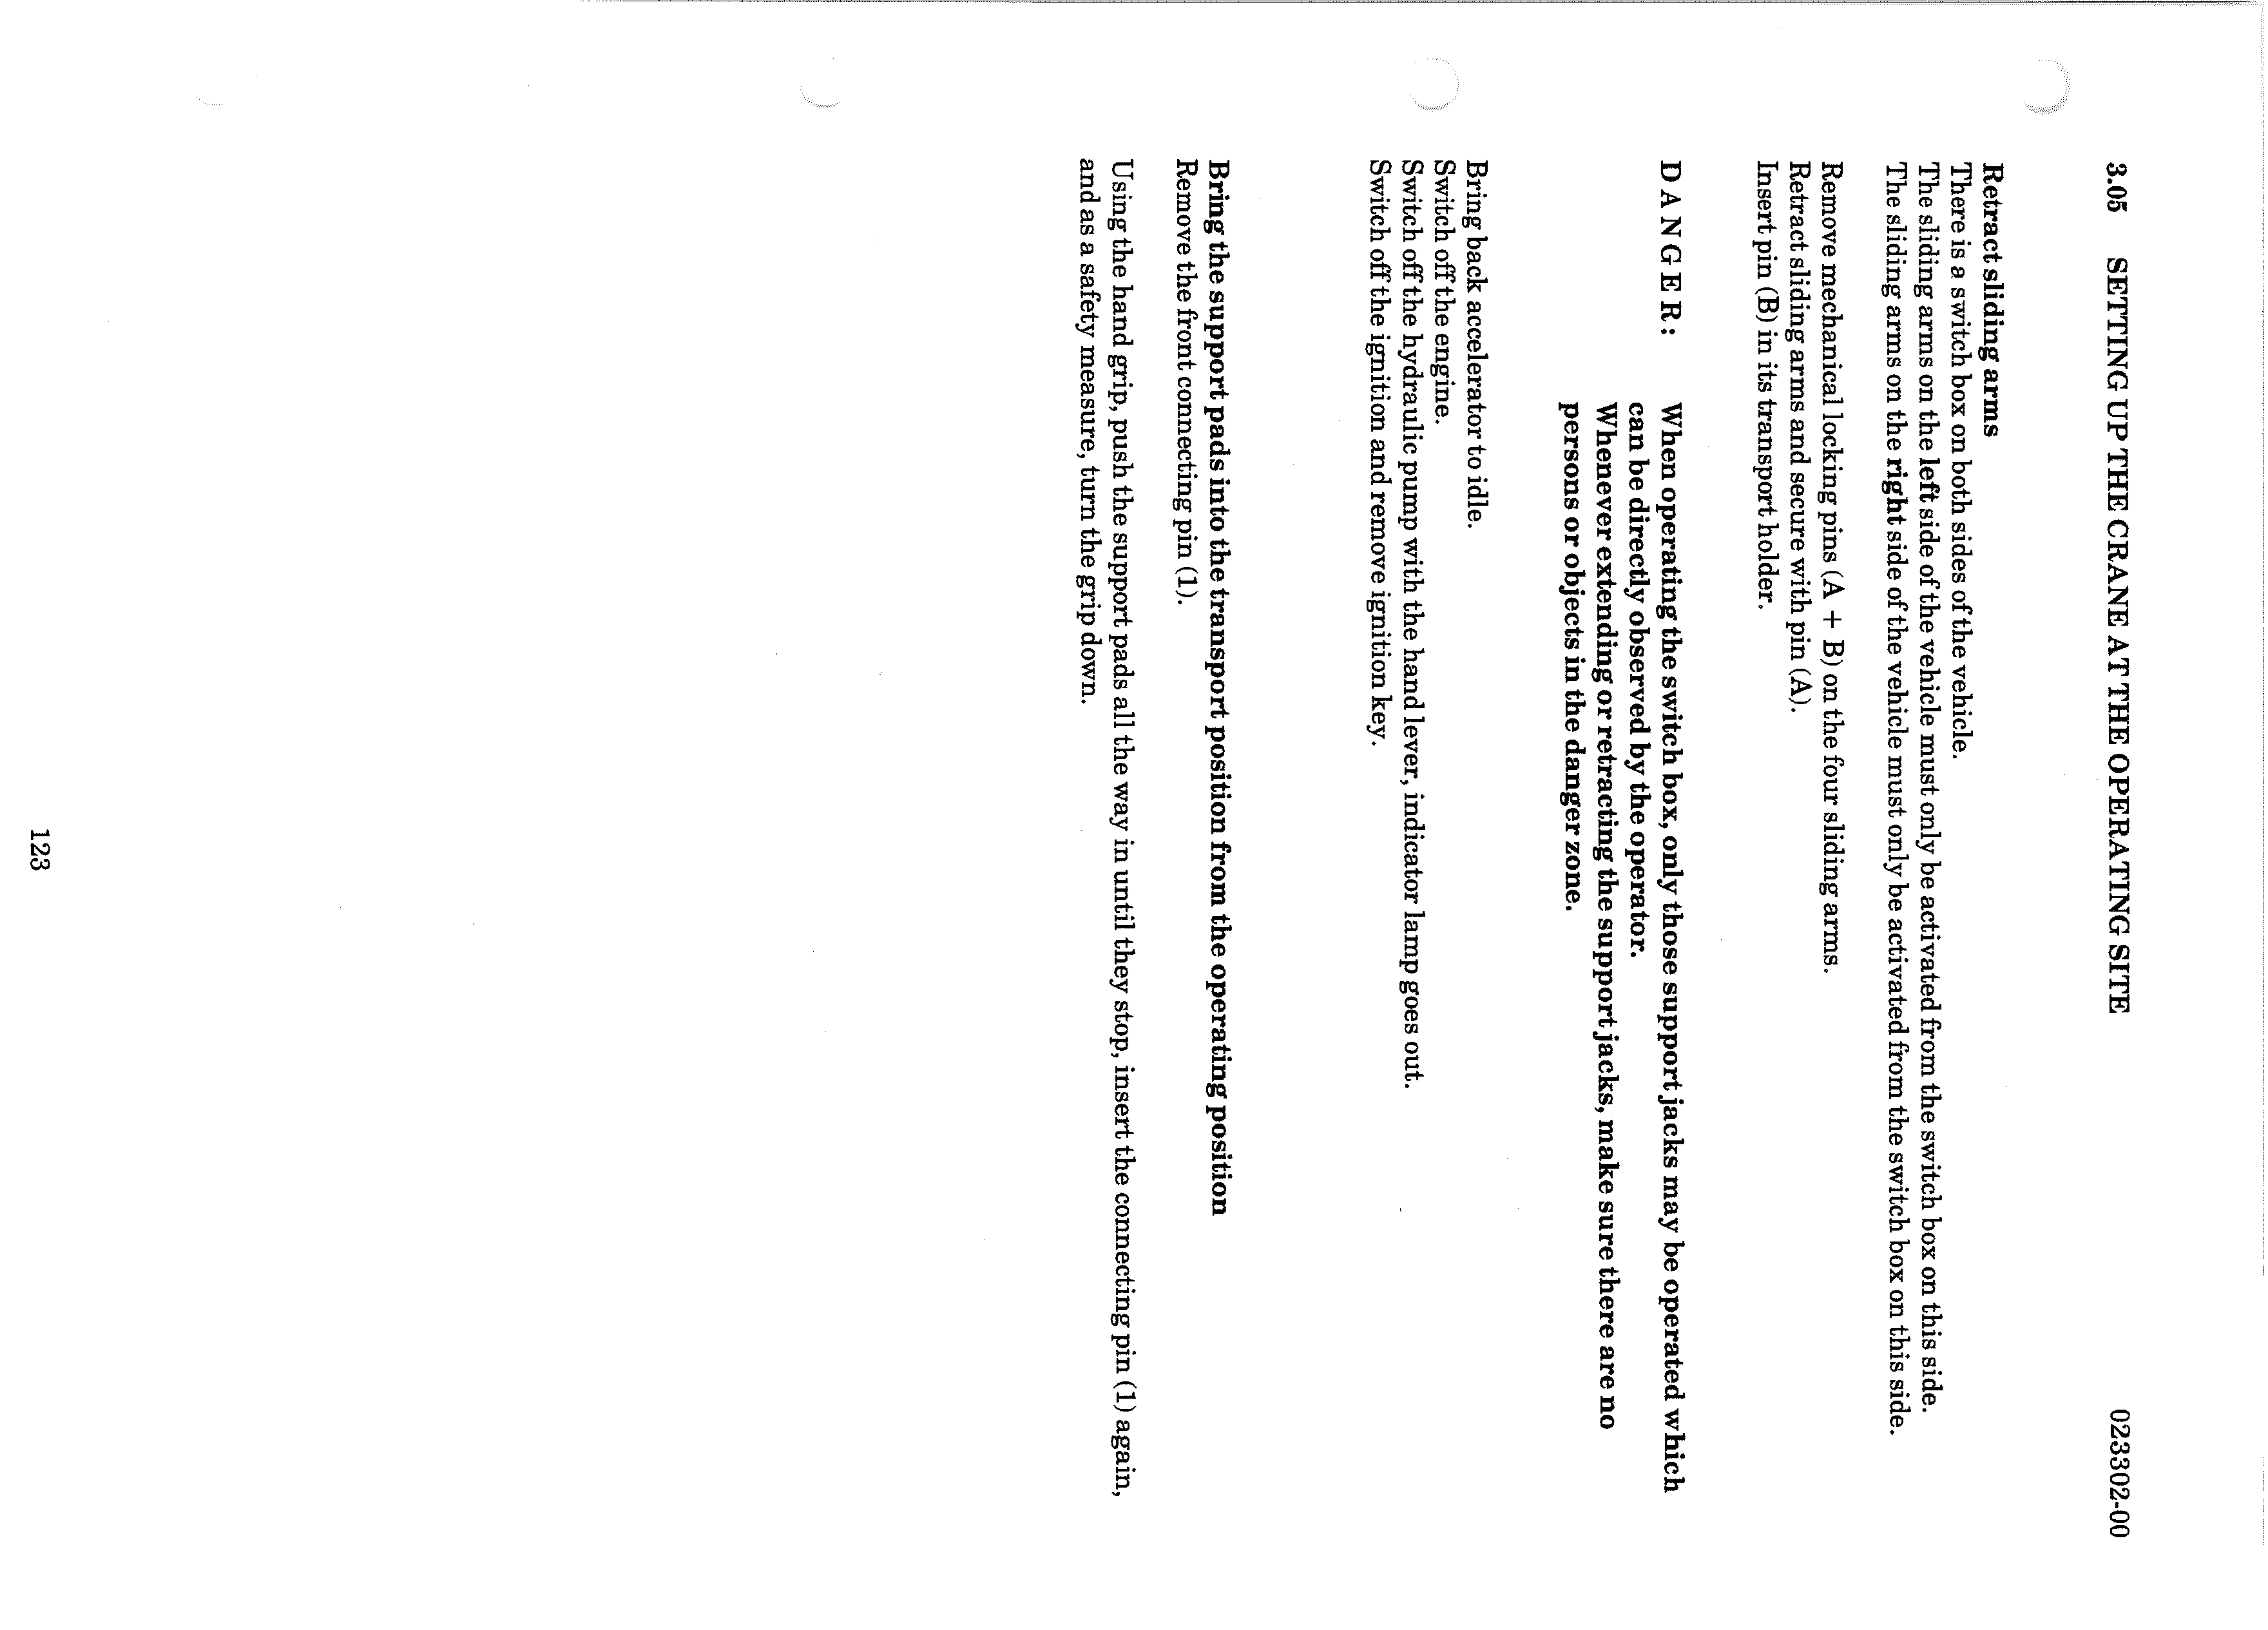 3.05 SETTING UP THE CRANE AT THE OPERATING SITE 023302-00
Retract sliding arms
There is a switch box on both sides of the vehicle.
The sliding arms on the left side of the vehicle must only be activated from the switch box on this side.
The sliding arms on the right side of the vehicle must only be activated from the switch box on this side.
Remove mechanical locking pins (A + B) on the four sliding arms.
Retract sliding arms and secure with pin (A).
Insert pin (B) in its transport holder.
DANGER: When operating the switch box, only those support jacks may be operated which
can be directly observed by the operator.
Whenever extending or retracting the support jacks, make sure there are no
persons or objects in the danger zone.
Bring back accelerator to idle.
Switch off the engine.
Switch off the hydraulic pump with the hand lever, indicator lamp goes out.
Switch off the ignition and remove ignition key.
Bring the support pads into the transport position from the operating position
Remove the front connecting pin (1).
Using the hand grip, push the support pads all the way in until they stop, insert the connecting pin (1) again,
and as a safety measure, turn the grip down.
123